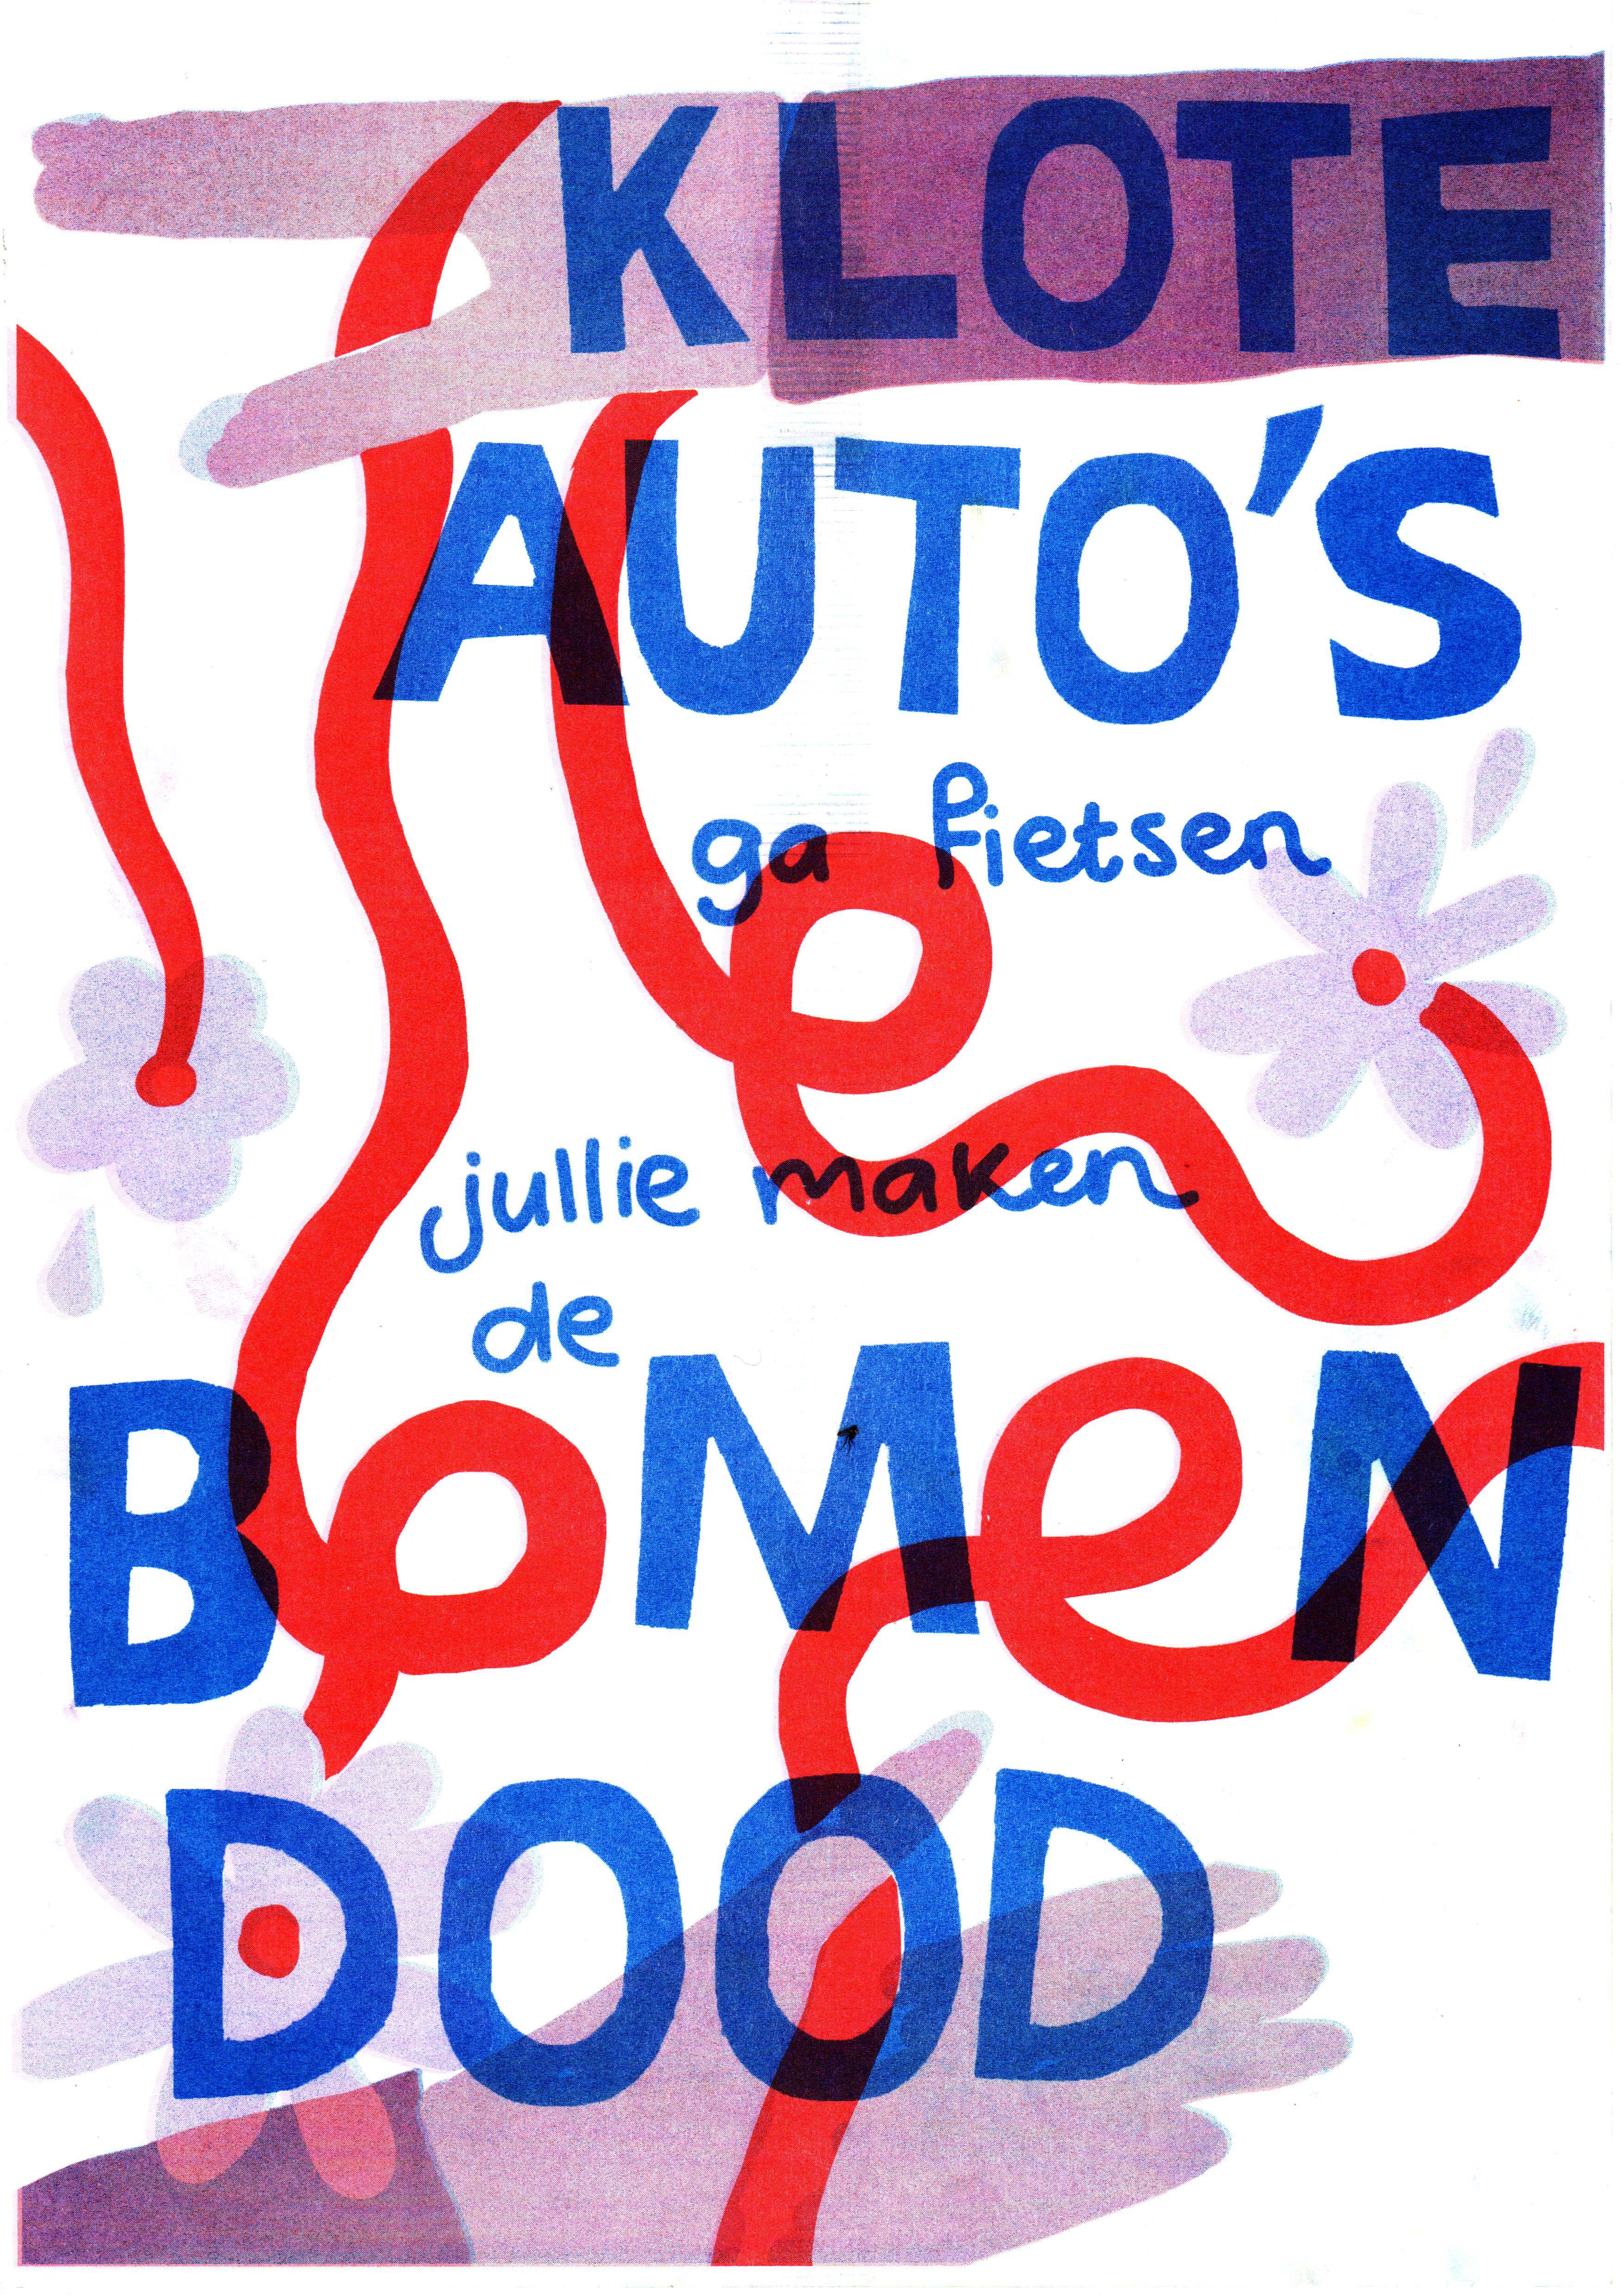 KLOTE
AUTO'S
ga fietsen
jullie maken
de
BOMEN
DOOD